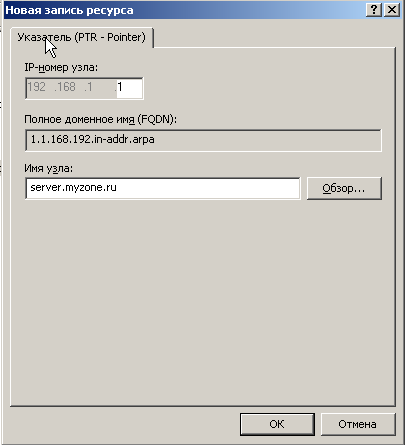 Новая запись ресурса
Указатель (PTR - Pointer)
IP-номер узла:
192 .168 .1 .1
Полное доменное имя (FQDN):
1.1.168.192.in-addr.arpa
Имя узла:
server.myzone.ru
Обзор...
OK
Отмена